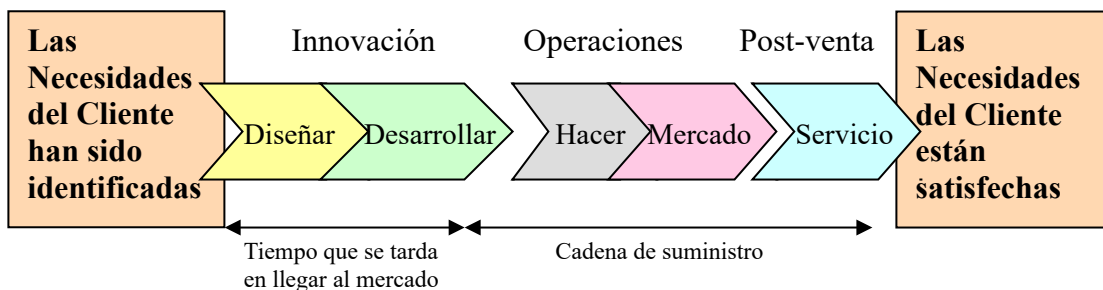 Las
Necesidades
del Cliente
han sido
identificadas
Innovación
Operaciones
Post-venta
Diseñar
Desarrollar
Hacer
Mercado
Servicio
Las
Necesidades
del Cliente
están
satisfechas
Tiempo que se tarda
en llegar al mercado
Cadena de suministro